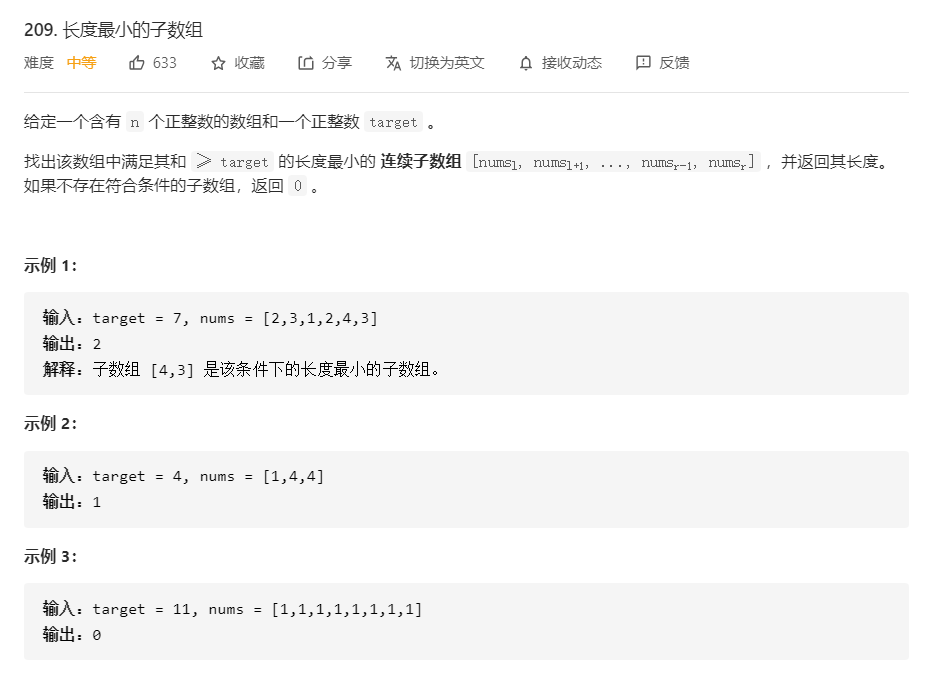 209. 长度最小的子数组
难度 中等 633 收藏 分享 切换为英文 接收动态 反馈
给定一个含有 n 个正整数的数组和一个正整数 target 。
找出该数组中满足其和 ≥ target 的长度最小的 连续子数组 [numsl, numsl+1, ..., numsr-1, numsr] ，并返回其长度。
如果不存在符合条件的子数组，返回 0 。
示例 1：
输入：target = 7, nums = [2,3,1,2,4,3]
输出：2
解释：子数组 [4,3] 是该条件下的长度最小的子数组。
示例 2：
输入：target = 4, nums = [1,4,4]
输出：1
示例 3：
输入：target = 11, nums = [1,1,1,1,1,1,1,1]
输出：0